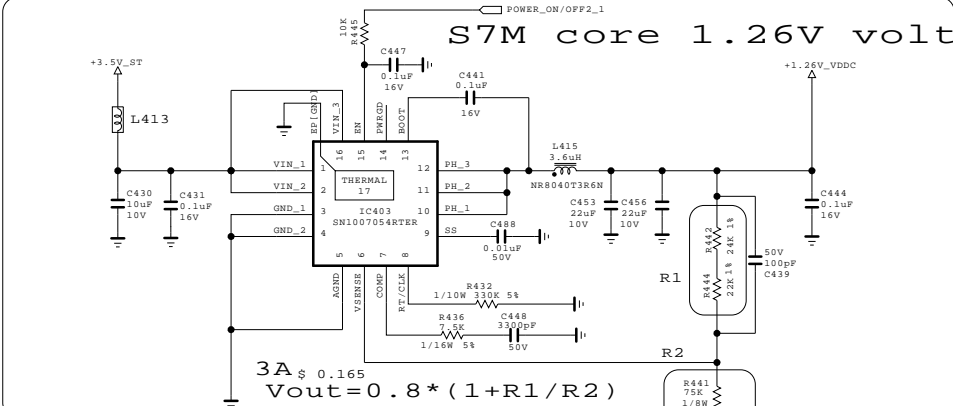 POWER_ON/OFF2_1
S7M core 1.26V volt
10K
R445
C447
0.1uF
16V
C441
0.1uF
16V
+3.5V_ST
L413
+1.26V_VDDC
EP[GND]
VIN_3
EN
PWRGD
BOOT
16
15
14
13
VIN_1
1
VIN_2
2
GND_1
3
GND_2
4
THERMAL
17
IC403
SN1007054RTER
12
PH_3
11
PH_2
10
PH_1
9
SS
5
6
7
8
AGND
VSENSE
COMP
RT/CLK
C430
10uF
10V
C431
0.1uF
16V
L415
3.6uH
NR8040T3R6N
C453
22uF
10V
C456
22uF
10V
C488
0.01uF
50V
R442
24K 1%
R444
22K 1%
R1
50V
100pF
C439
C444
0.1uF
16V
R432
1/10W 330K 5%
R436
7.5K
1/16W 5%
C448
3300pF
50V
R2
R441
75K
1/8W
3A $ 0.165
Vout=0.8*(1+R1/R2)